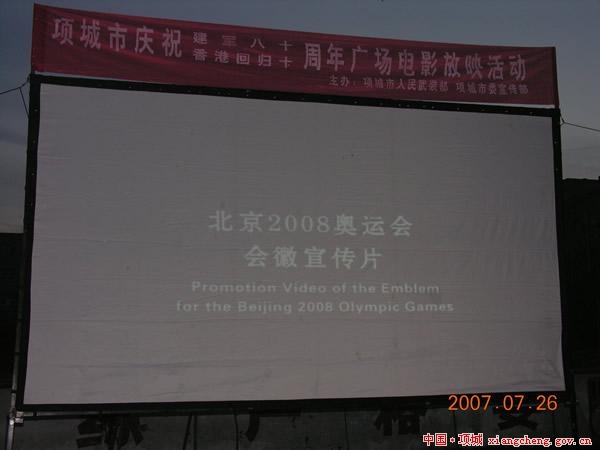 项城市庆祝 建军八十 周年广场电影放映活动
香港回归十
主办：项城市人民武装部 项城市委宣传部
北京2008奥运会
会徽宣传片
Promotion Video of the Emblem
for the Beijing 2008 Olympic Games
2007.07.26
中国·项城 xiangcheng.gov.cn